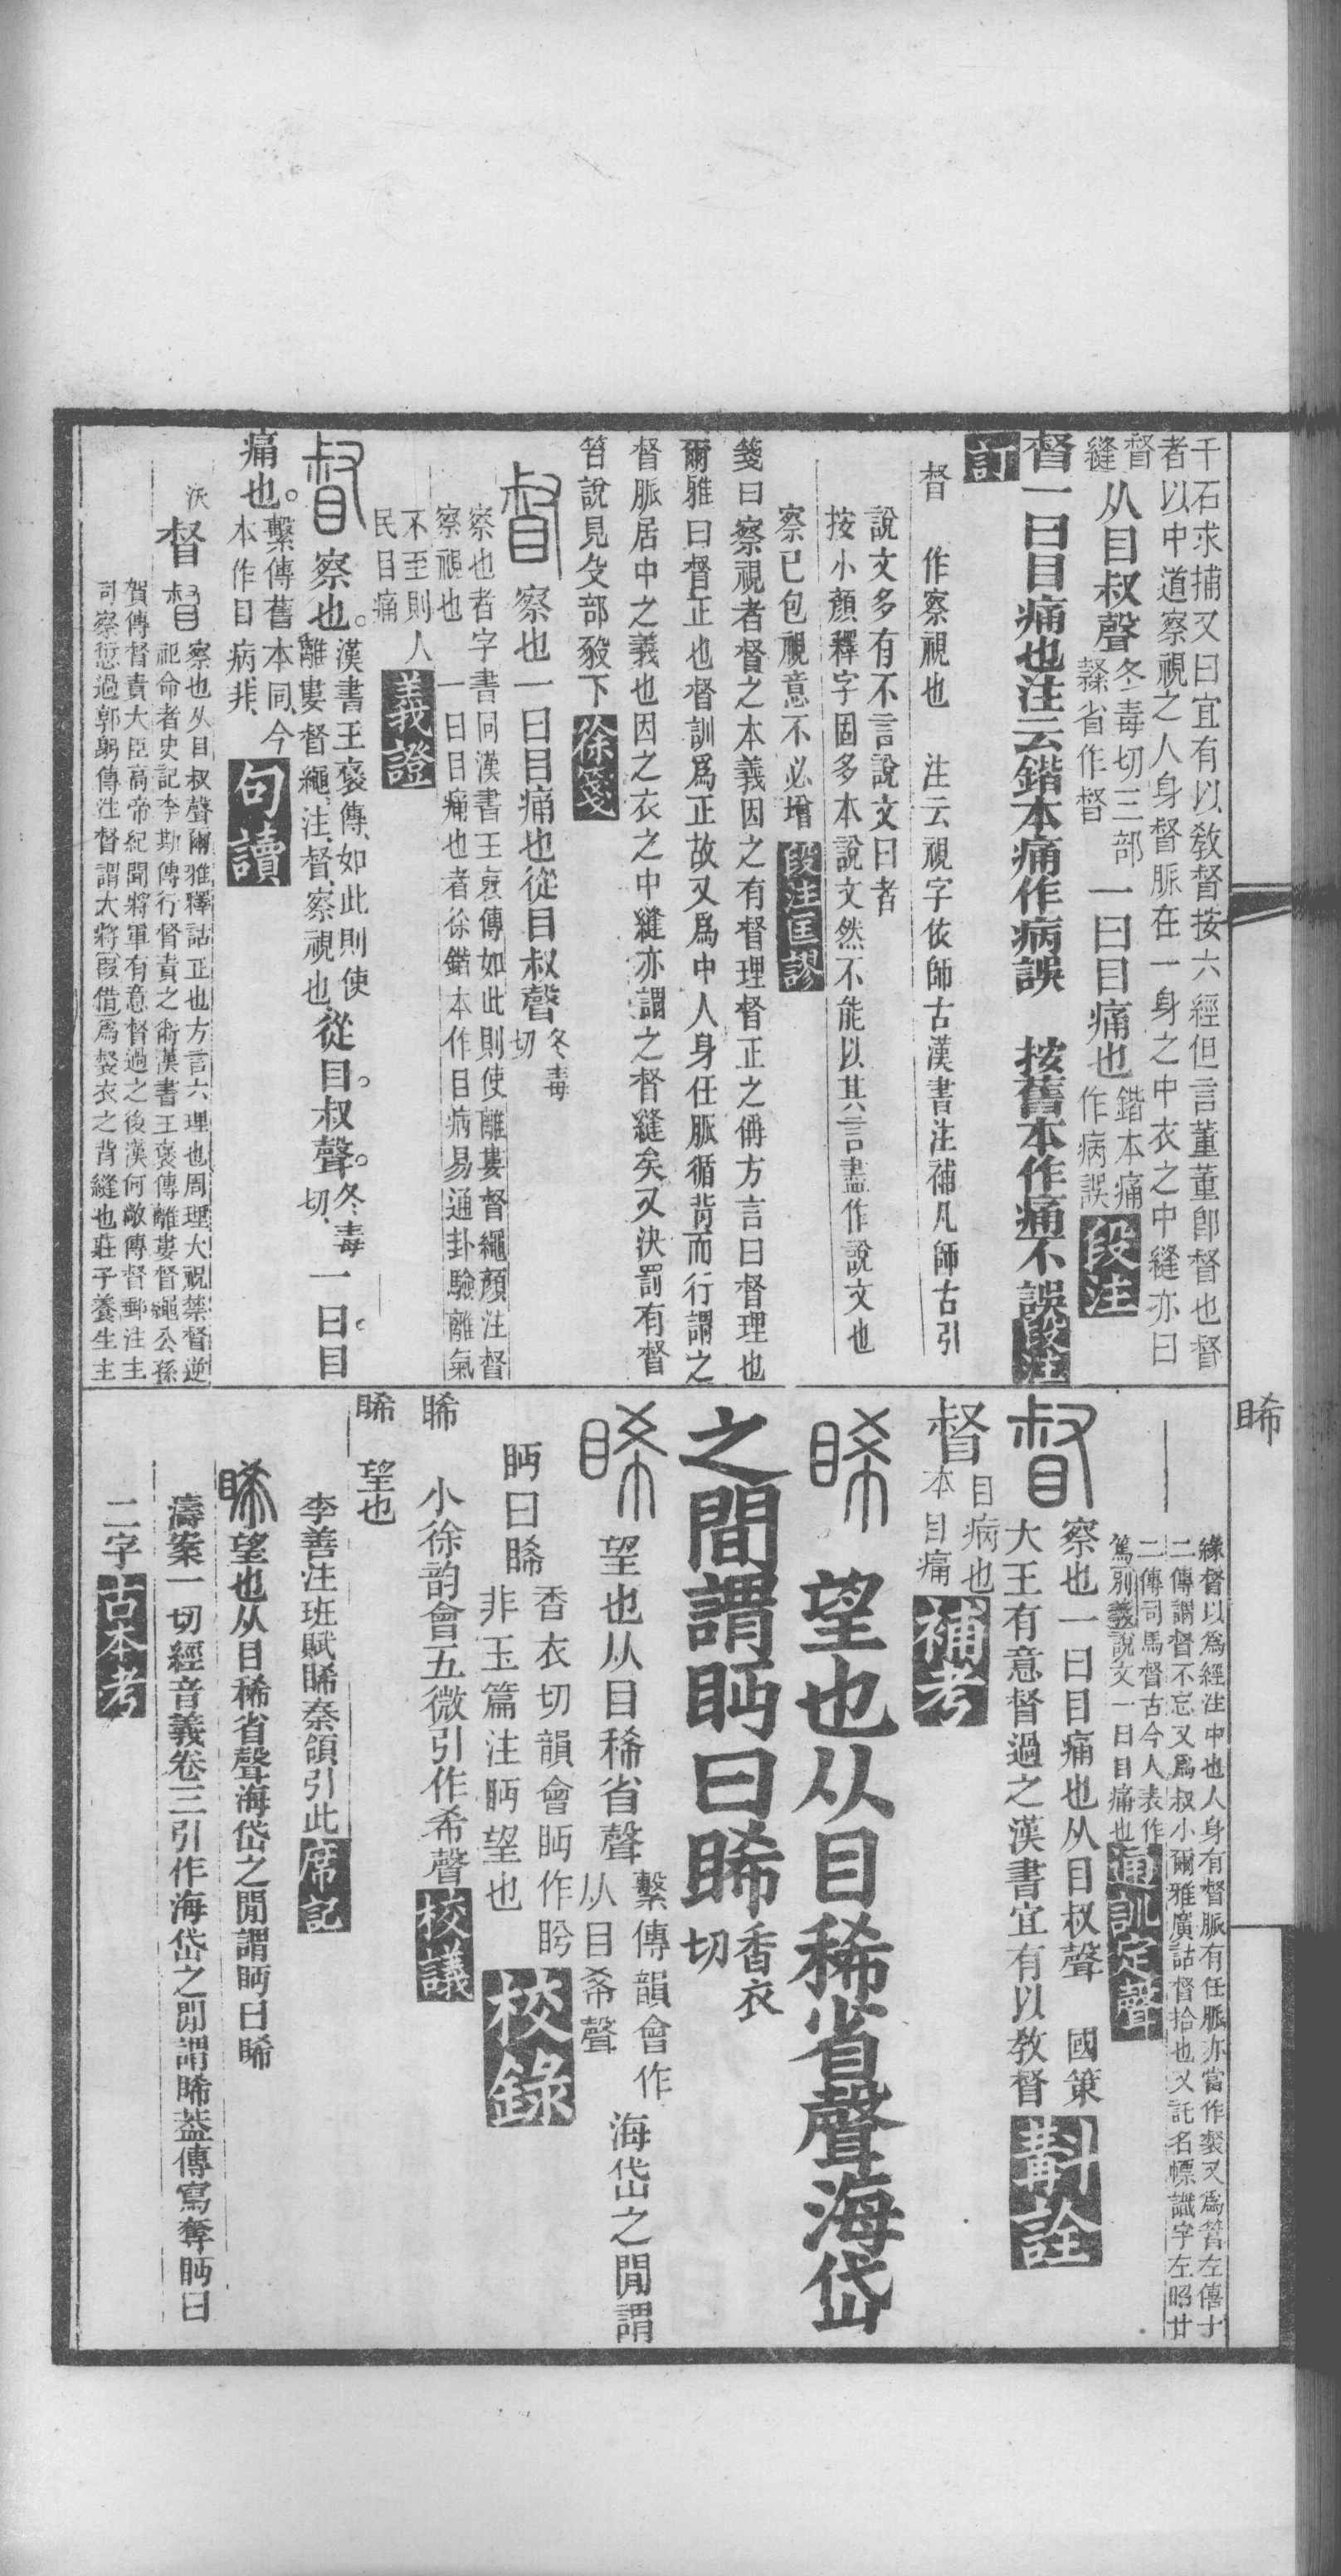 千石求捕又曰宜有以敎督按六經但言董董卽督也督
者以中道察視之人身督脈在一身之中衣之中縫亦曰
督
縫
从目叔聲
冬毒切三部
䜴省作督
一曰目痛也
鍇本痛
作病誤
段注
督一曰目痛也注云鍇本痛作病誤 按舊本作痛不誤段注
訂
督 作察視也 注云視字依師古漢書注補凡師古引
說文多有不言說文曰者
按小顏釋字固多本說文然不能以其言盡作說文也
察已包視意不必增段注匡謬
箋曰察視者督之本義因之有督理督正之偁方言曰督理也
爾雅曰督正也督訓爲正故又爲中人身任脈循背而行謂之
督脈居中之義也因之衣之中縫亦謂之督縫矣又決罰有督
笞說見殳部毅下徐箋
督察也一曰目痛也從目叔聲
冬毒
切
察也者字書同漢書王襃傳如此則使離婁督繩顏注督
察視也 一曰目痛也者徐鍇本作目病易通卦驗離氣
不至則人
民目痛
義證
督察也。
漢書王褒傳、如此則使
離婁督繩、注、督、察視也
從目。叔聲。
冬毒
切、
一曰目
痛也。
繫傳舊本同、今
本作目病、非、
句讀
沃
督
督
察也从目叔聲爾雅釋詁正也方言六理也周理大祝禁督逆
祀命者史記李斯傳行督責之術漢書王褒傳離婁督繩公孫
賀傳督責大臣高帝紀聞將軍有意督過之後漢何敞傳督郵注主
司察愆過郭躬傳注督謂大將叚借爲裻衣之背縫也莊子養生主
緣督以爲經注中也人身有督脈有任脈亦當作裻又爲篤左僖十
二傳謂督不忘又爲叔小爾雅廣詁督拾也又託名幖識字左昭廿
二傳司馬督古今人表作
篤別義說文一曰目痛也
通訓定聲
督
察也一曰目痛也从目叔聲 國策
大王有意督過之漢書宜有以敎督
斠詮
督
目病也
本目痛
補考
睎 望也从目稀省聲海岱
之間謂眄曰睎
香衣
切
睎 望也从目稀省聲
繫傳韻會作
从目希聲
海岱之閒謂
眄曰睎
香衣切韻會眄作盻
非玉篇注眄望也
校錄
睎 小徐韵會五微引作希聲校議
睎 望也
李善注班賦睎秦領引此席記
睎望也从目稀省聲海岱之閒謂眄曰睎
濤案一切經音義卷三引作海岱之閒謂睎蓋傳寫奪眄曰
二字古本考
睎